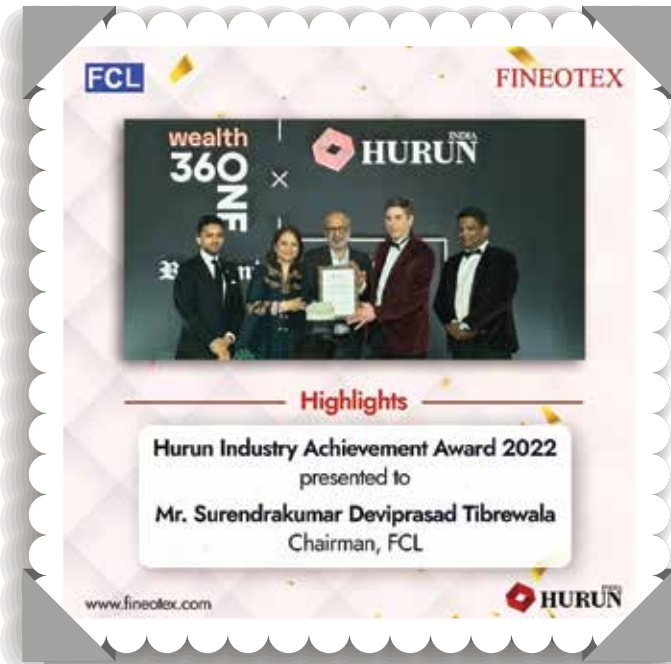 FCL
FINEOTEX
wealth
360
ONE
×
HURUN
INDIA
Highlights
Hurun Industry Achievement Award 2022
presented to
Mr. Surendrakumar Deviprasad Tibrewala
Chairman, FCL
www.fineotex.com
HURUN
INDIA